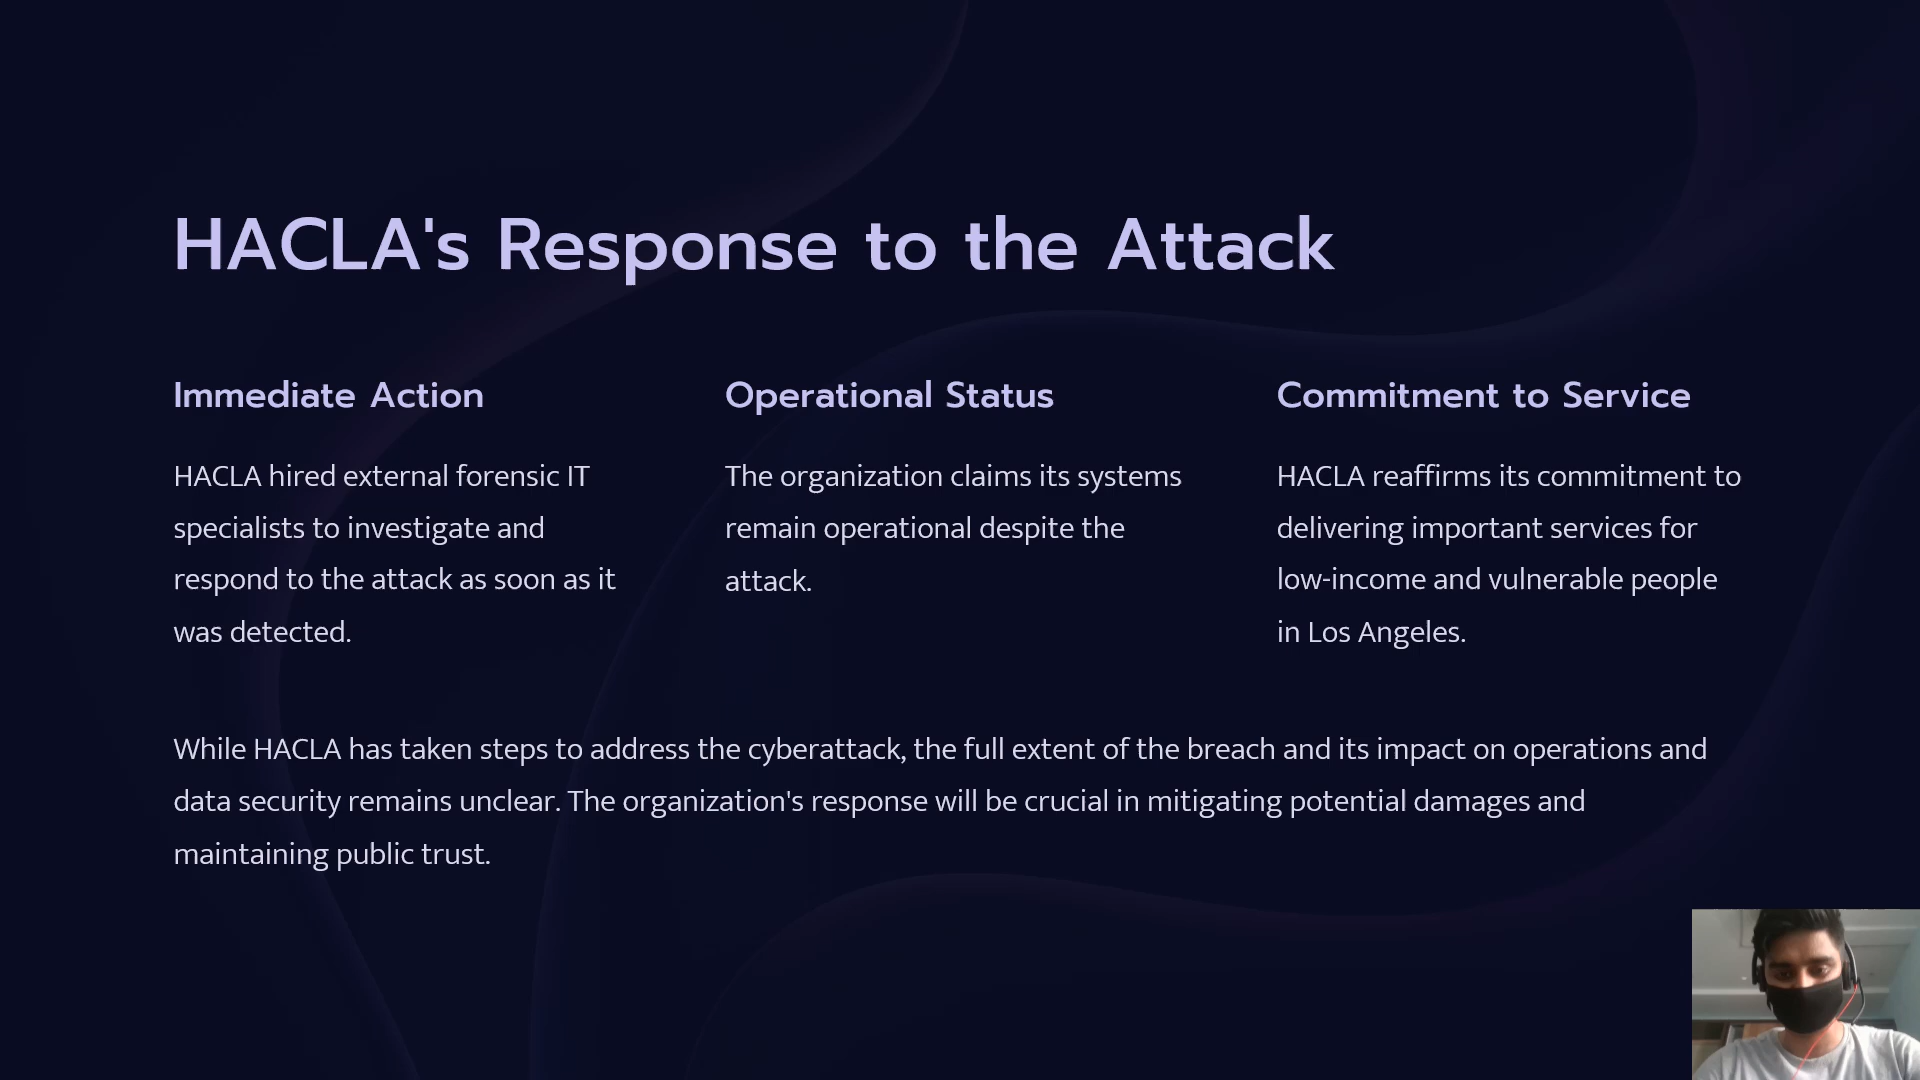 HACLA's Response to the Attack
Immediate Action
HACLA hired external forensic IT
specialists to investigate and
respond to the attack as soon as it
was detected.
Operational Status
The organization claims its systems
remain operational despite the
attack.
Commitment to Service
HACLA reaffirms its commitment to
delivering important services for
low-income and vulnerable people
in Los Angeles.
While HACLA has taken steps to address the cyberattack, the full extent of the breach and its impact on operations and
data security remains unclear. The organization's response will be crucial in mitigating potential damages and
maintaining public trust.